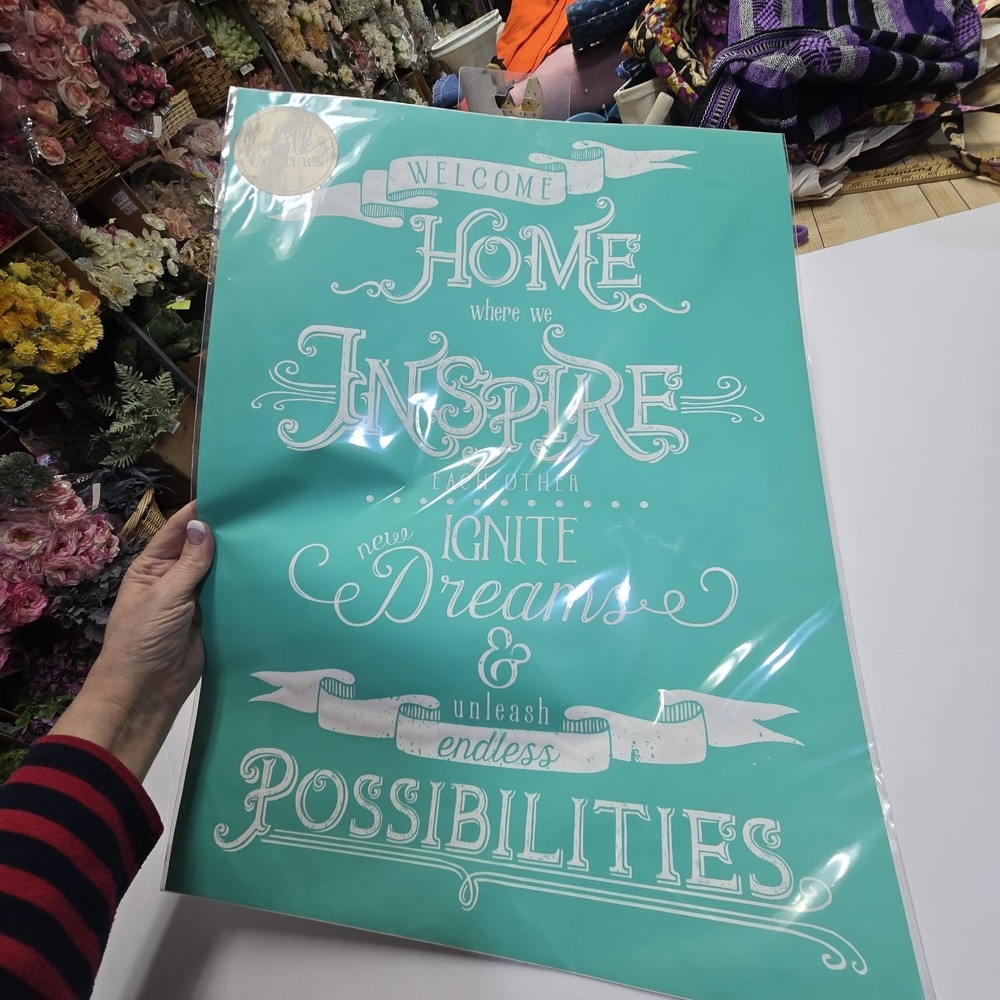 WELCOME
HOME
where we
INSPIRE
EACH OTHER
IGNITE
new
Dreams
&
unleash
endless
POSSIBILITIES